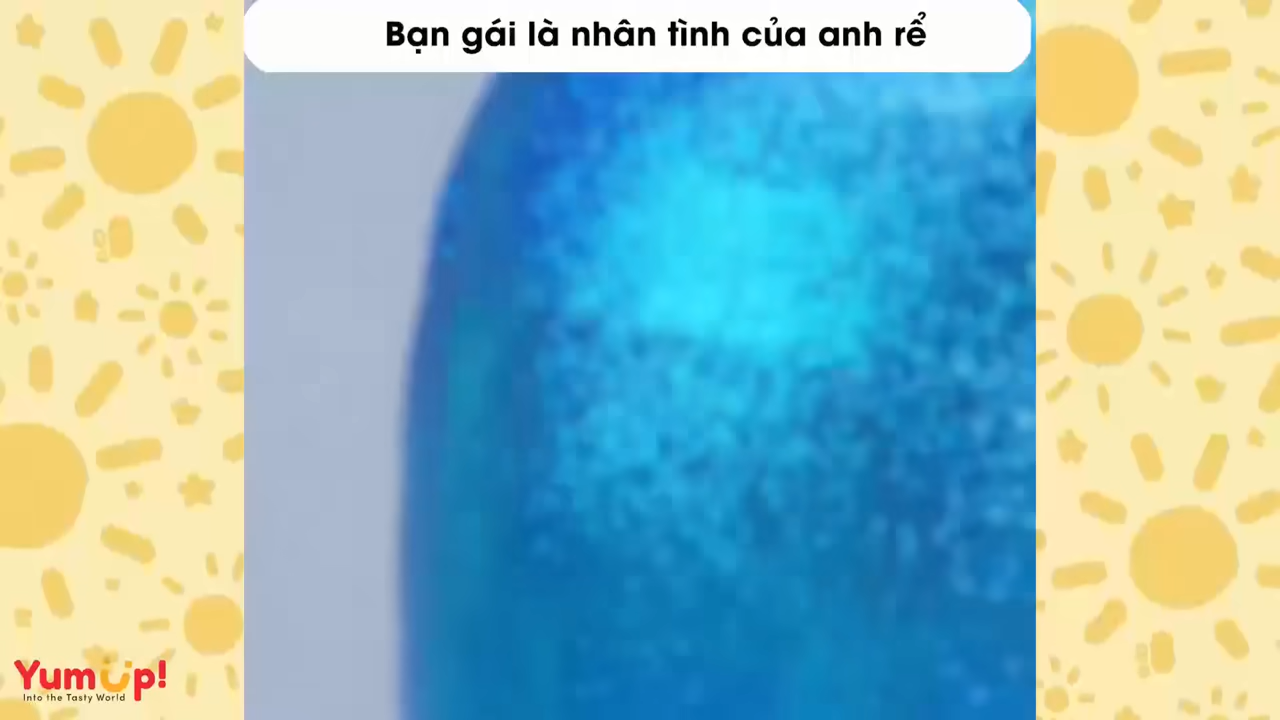 Bạn gái là nhân tình của anh rể
YumUp!
Into the Tasty World